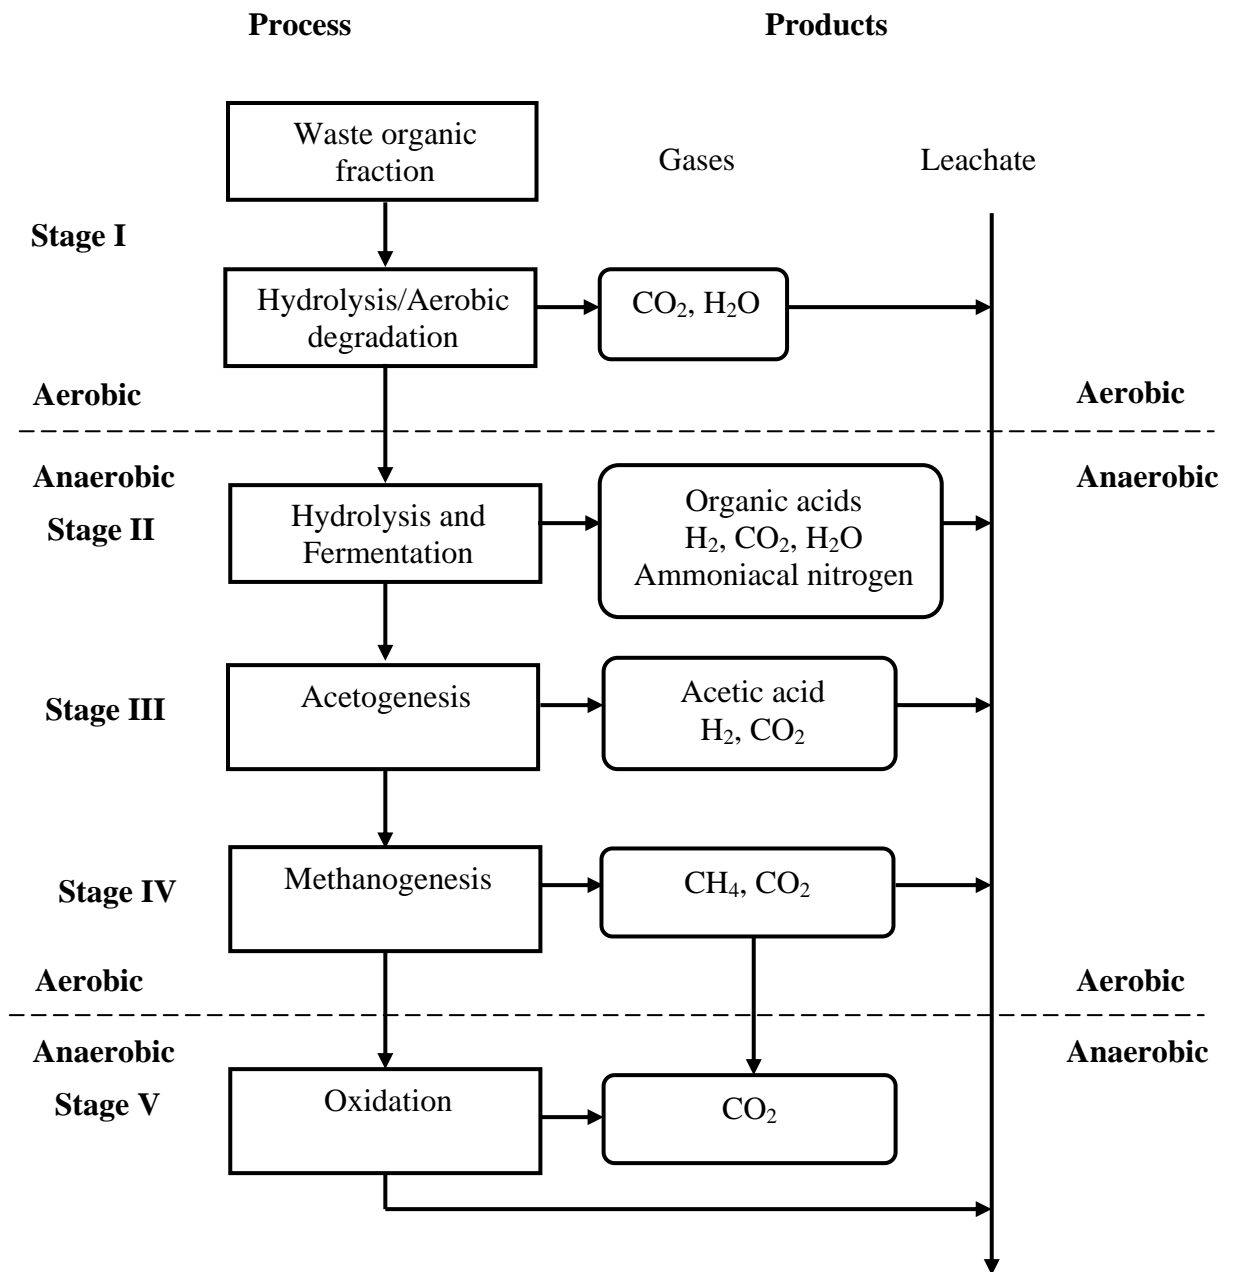 Process
Products
Waste organic
fraction
Gases
Leachate
Stage I
Hydrolysis/Aerobic
degradation
CO₂, H₂O
Aerobic
Aerobic
Anaerobic
Anaerobic
Stage II
Hydrolysis and
Fermentation
Organic acids
H₂, CO₂, H₂O
Ammoniacal nitrogen
Stage III
Acetogenesis
Acetic acid
H₂, CO₂
Stage IV
Methanogenesis
CH₄, CO₂
Aerobic
Aerobic
Anaerobic
Anaerobic
Stage V
Oxidation
CO₂